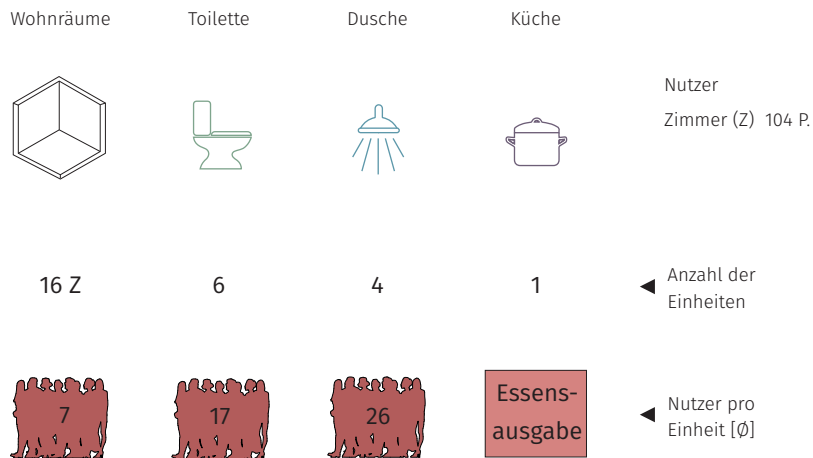 Wohnräume Toilette Dusche Küche
Nutzer
Zimmer (Z) 104 P.
16 Z 6 4 1 ◄ Anzahl der
Einheiten
7 17 26 Essens-
ausgabe ◄ Nutzer pro
Einheit [Ø]